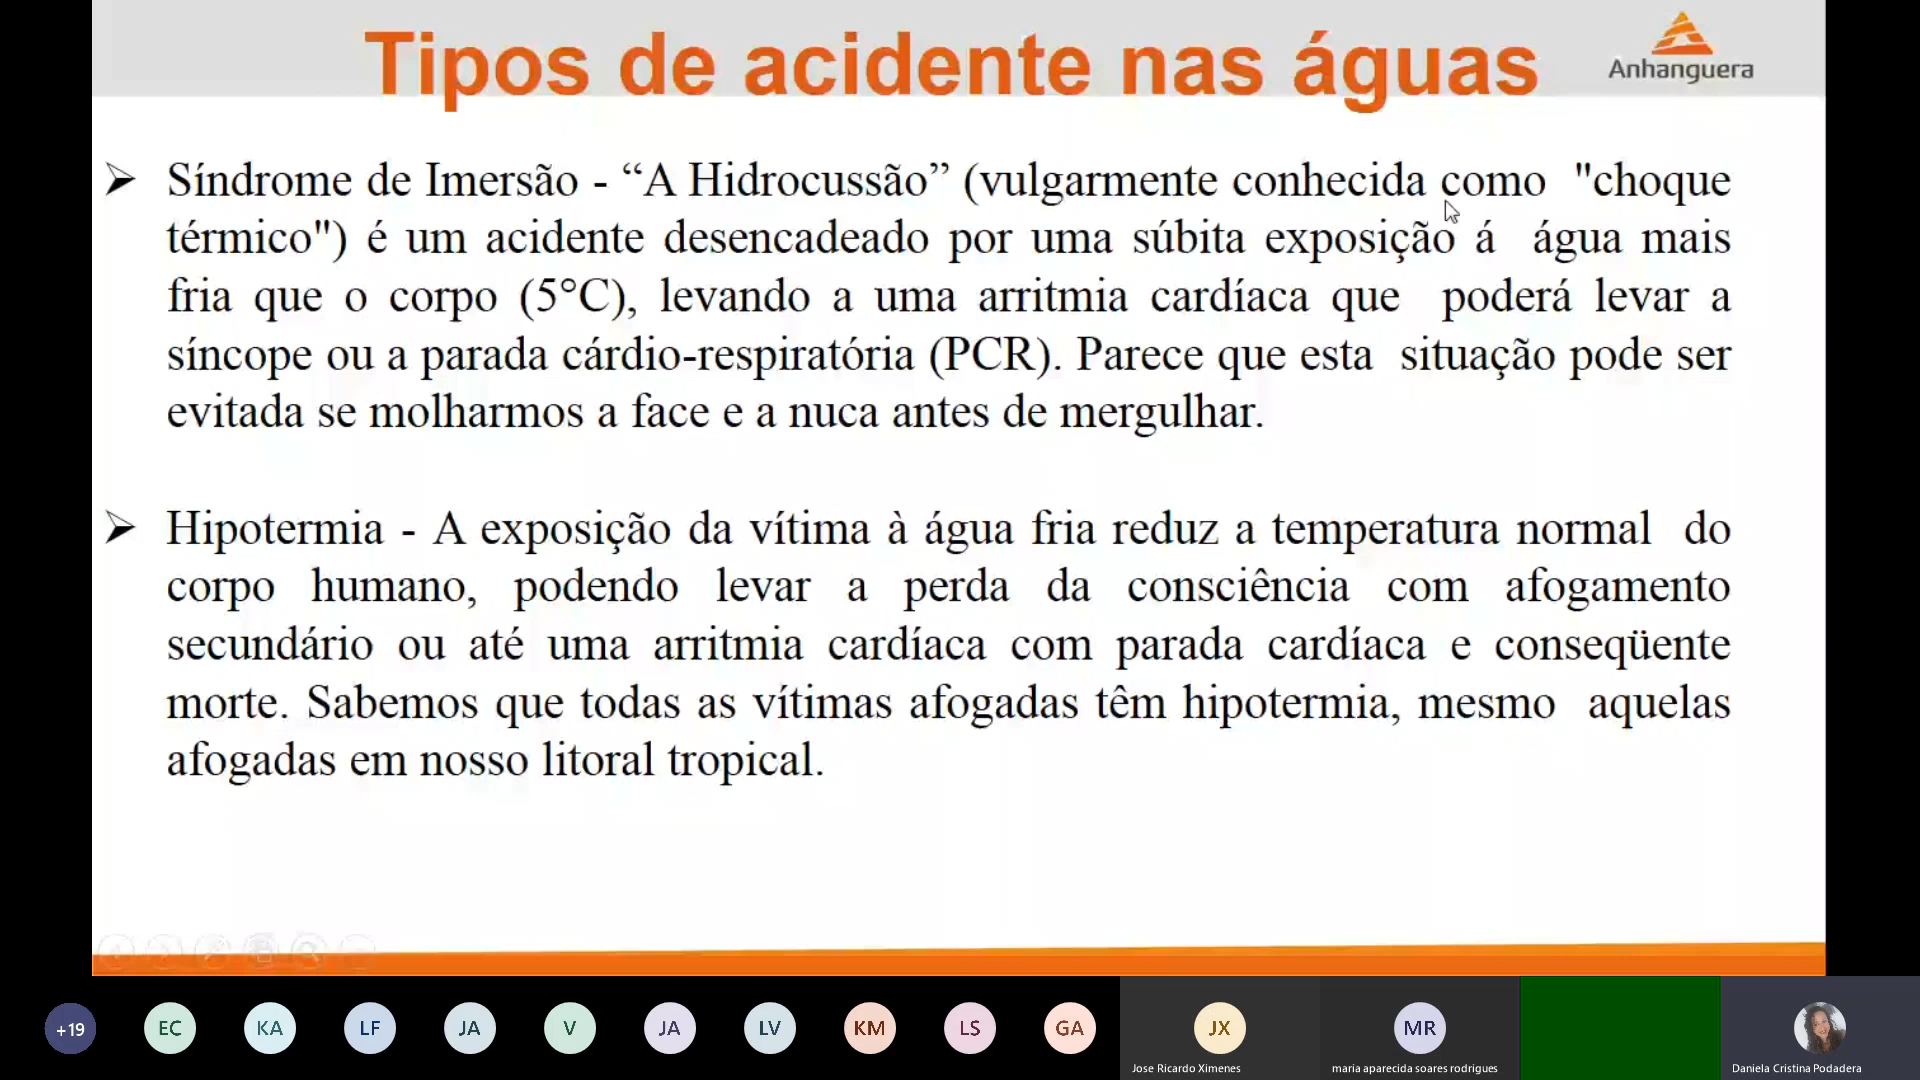 Tipos de acidente nas águas
Anhanguera
➢ Síndrome de Imersão - “A Hidrocussão” (vulgarmente conhecida como "choque
térmico") é um acidente desencadeado por uma súbita exposição á água mais
fria que o corpo (5°C), levando a uma arritmia cardíaca que poderá levar a
síncope ou a parada cárdio-respiratória (PCR). Parece que esta situação pode ser
evitada se molharmos a face e a nuca antes de mergulhar.
➢ Hipotermia - A exposição da vítima à água fria reduz a temperatura normal do
corpo humano, podendo levar a perda da consciência com afogamento
secundário ou até uma arritmia cardíaca com parada cardíaca e conseqüente
morte. Sabemos que todas as vítimas afogadas têm hipotermia, mesmo aquelas
afogadas em nosso litoral tropical.
+19 EC KA LF JA V JA LV KM LS GA JX MR
Jose Ricardo Ximenes maria aparecida soares rodrigues Daniela Cristina Podadera